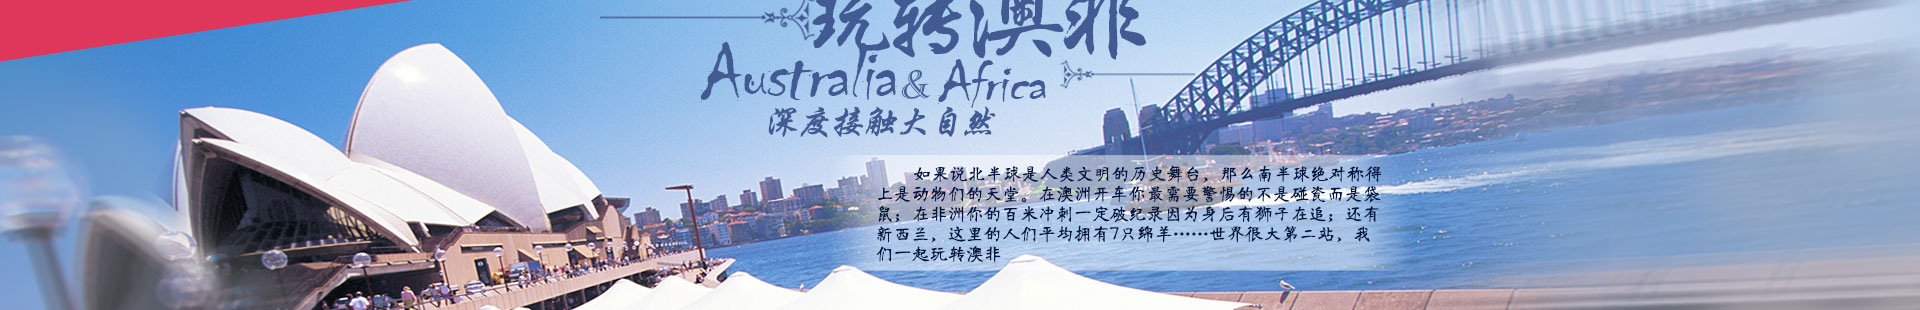 玩转澳非
Australia & Africa
深度接触大自然
如果说北半球是人类文明的历史舞台，那么南半球绝对称得
上是动物们的天堂。在澳洲开车你最需要警惕的不是碰瓷而是袋
鼠；在非洲你的百米冲刺一定破纪录因为身后有狮子在追；还有
新西兰，这里的人们平均拥有7只绵羊……世界很大第二站，我
们一起玩转澳非